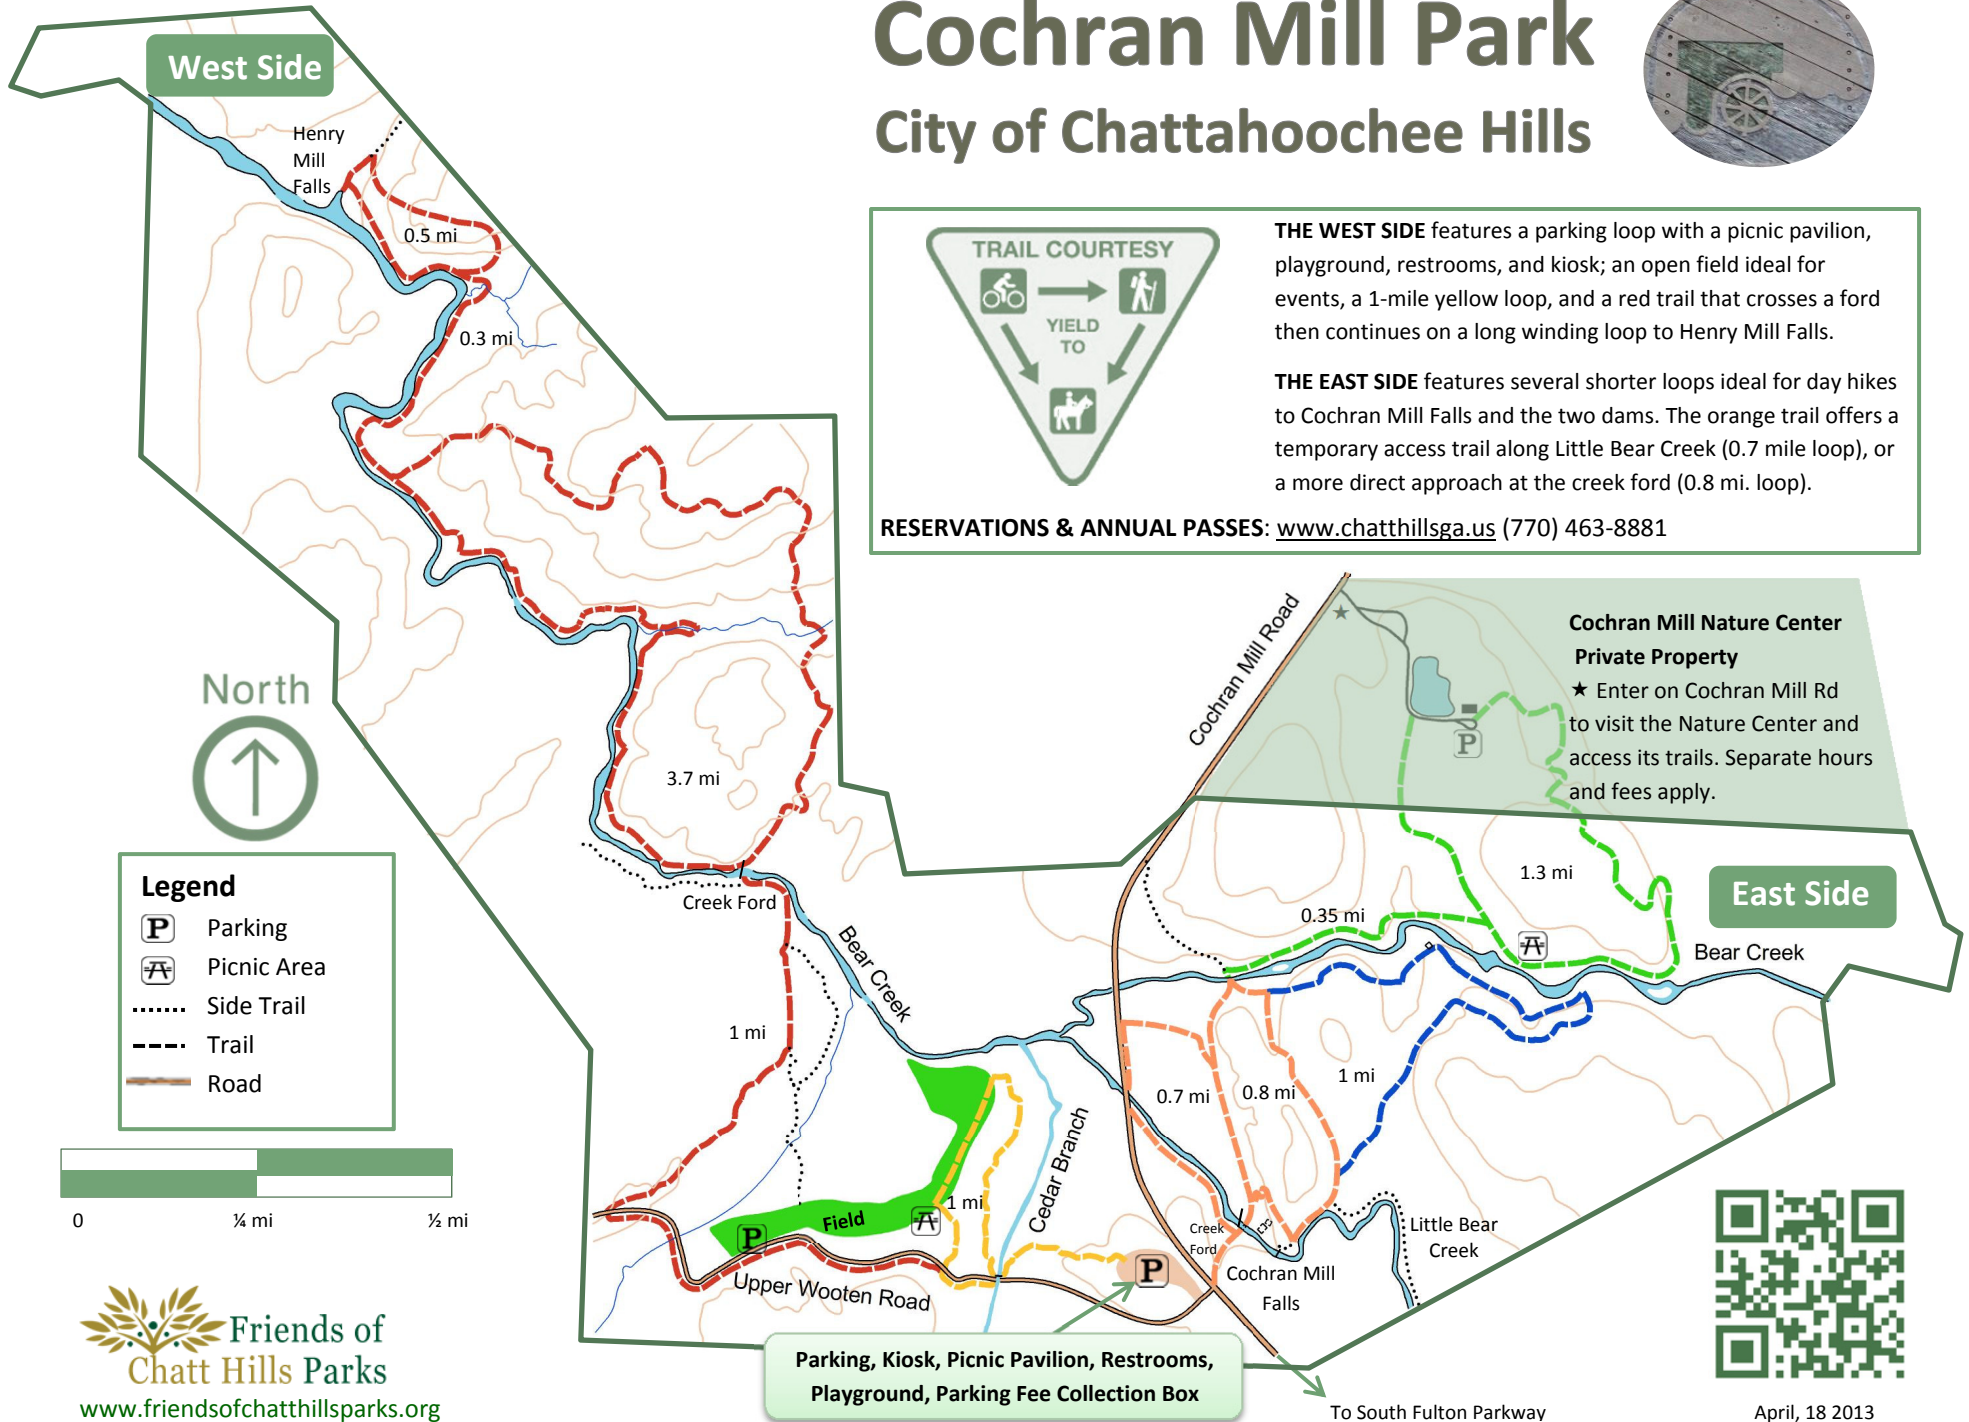 Cochran Mill Park
City of Chattahoochee Hills
West Side
Henry
Mill
Falls
0.5 mi
0.3 mi
TRAIL COURTESY
YIELD
TO
THE WEST SIDE features a parking loop with a picnic pavilion,
playground, restrooms, and kiosk; an open field ideal for
events, a 1-mile yellow loop, and a red trail that crosses a ford
then continues on a long winding loop to Henry Mill Falls.
THE EAST SIDE features several shorter loops ideal for day hikes
to Cochran Mill Falls and the two dams. The orange trail offers a
temporary access trail along Little Bear Creek (0.7 mile loop), or
a more direct approach at the creek ford (0.8 mi. loop).
RESERVATIONS & ANNUAL PASSES: www.chatthillsga.us (770) 463-8881
Cochran Mill Road
★
Cochran Mill Nature Center
Private Property
★ Enter on Cochran Mill Rd
to visit the Nature Center and
access its trails. Separate hours
and fees apply.
P
North
3.7 mi
Creek Ford
Bear Creek
1 mi
1.3 mi
0.35 mi
East Side
Bear Creek
0.7 mi
0.8 mi
1 mi
Legend
P Parking
Picnic Area
Side Trail
Trail
Road
0 ¼ mi ½ mi
Cedar Branch
1 mi
Field
P
Upper Wooten Road
P
Creek
Ford
Cochran Mill
Falls
Little Bear
Creek
Parking, Kiosk, Picnic Pavilion, Restrooms,
Playground, Parking Fee Collection Box
To South Fulton Parkway
Friends of
Chatt Hills Parks
www.friendsofchatthillsparks.org
April, 18 2013